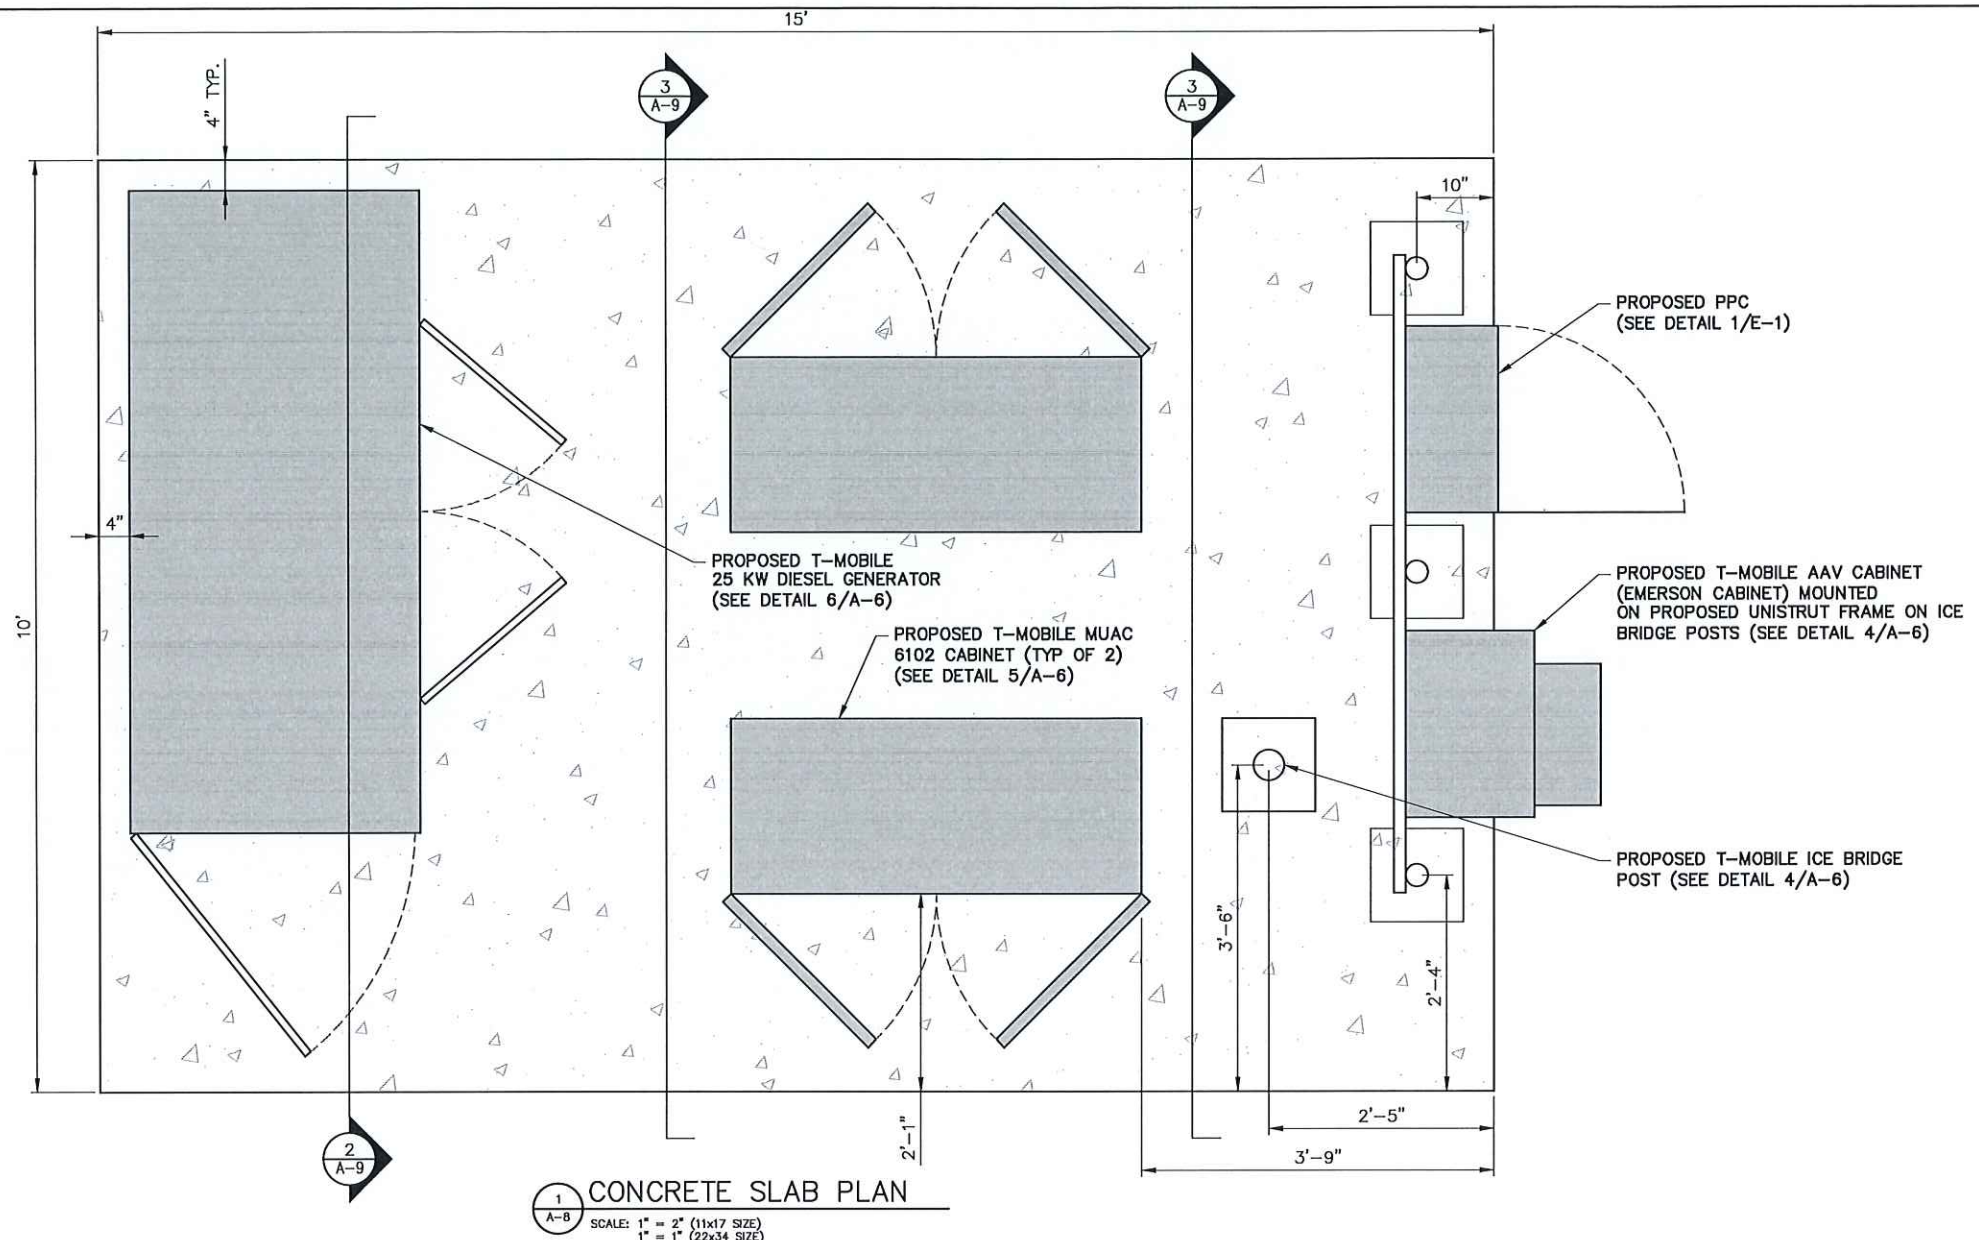 15'
4" TYP.
3
A-9
3
A-9
10"
PROPOSED PPC
(SEE DETAIL 1/E-1)
4"
10'
PROPOSED T-MOBILE
25 KW DIESEL GENERATOR
(SEE DETAIL 6/A-6)
PROPOSED T-MOBILE AAV CABINET
(EMERSON CABINET) MOUNTED
ON PROPOSED UNISTRUT FRAME ON ICE
BRIDGE POSTS (SEE DETAIL 4/A-6)
PROPOSED T-MOBILE MUAC
6102 CABINET (TYP OF 2)
(SEE DETAIL 5/A-6)
PROPOSED T-MOBILE ICE BRIDGE
POST (SEE DETAIL 4/A-6)
3'-6"
2'-4"
2'-1"
2'-5"
3'-9"
2
A-9
1
A-8
CONCRETE SLAB PLAN
SCALE: 1" = 2" (11x17 SIZE)
1" = 1" (22x34 SIZE)